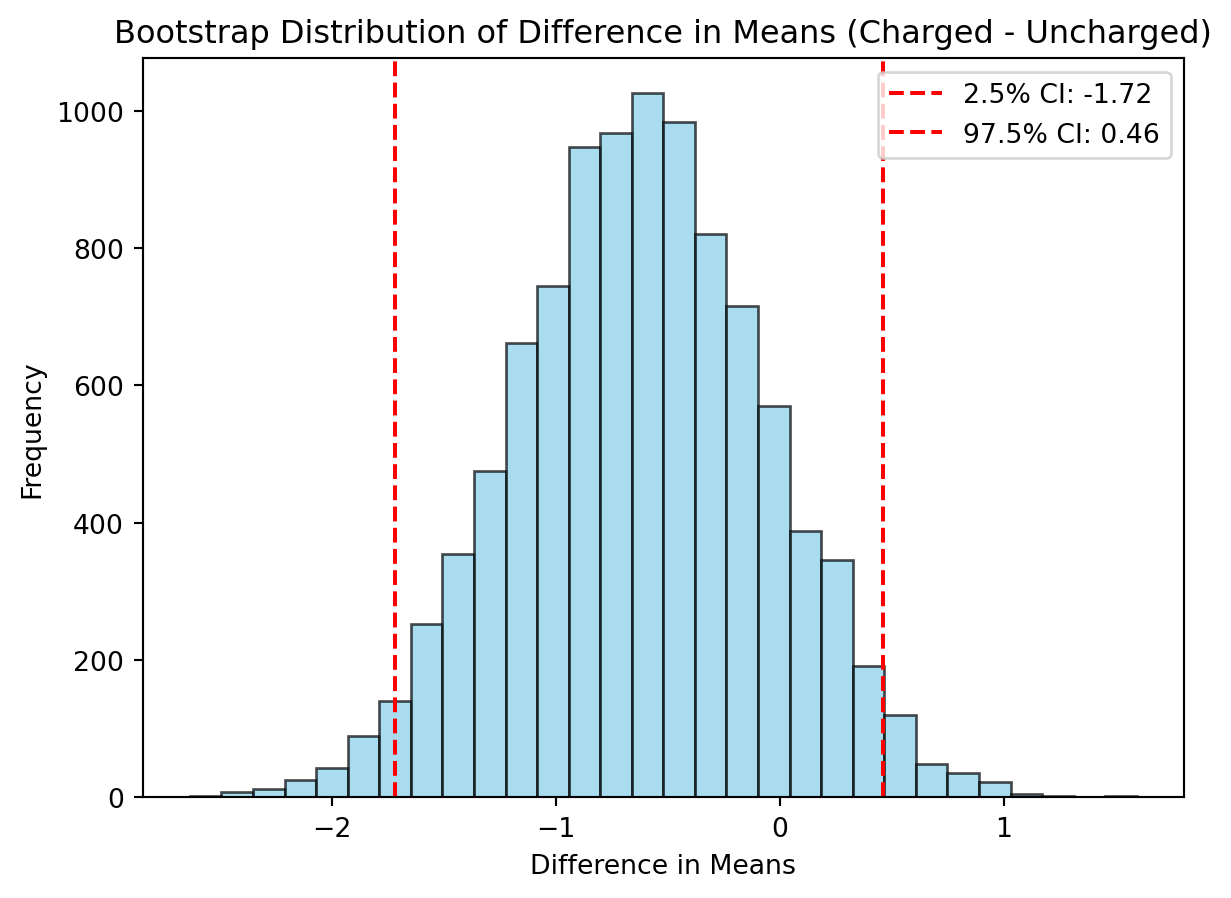 Bootstrap Distribution of Difference in Means (Charged - Uncharged)
2.5% CI: -1.72
97.5% CI: 0.46
1000
800
600
400
200
0
Frequency
−2
−1
0
1
Difference in Means